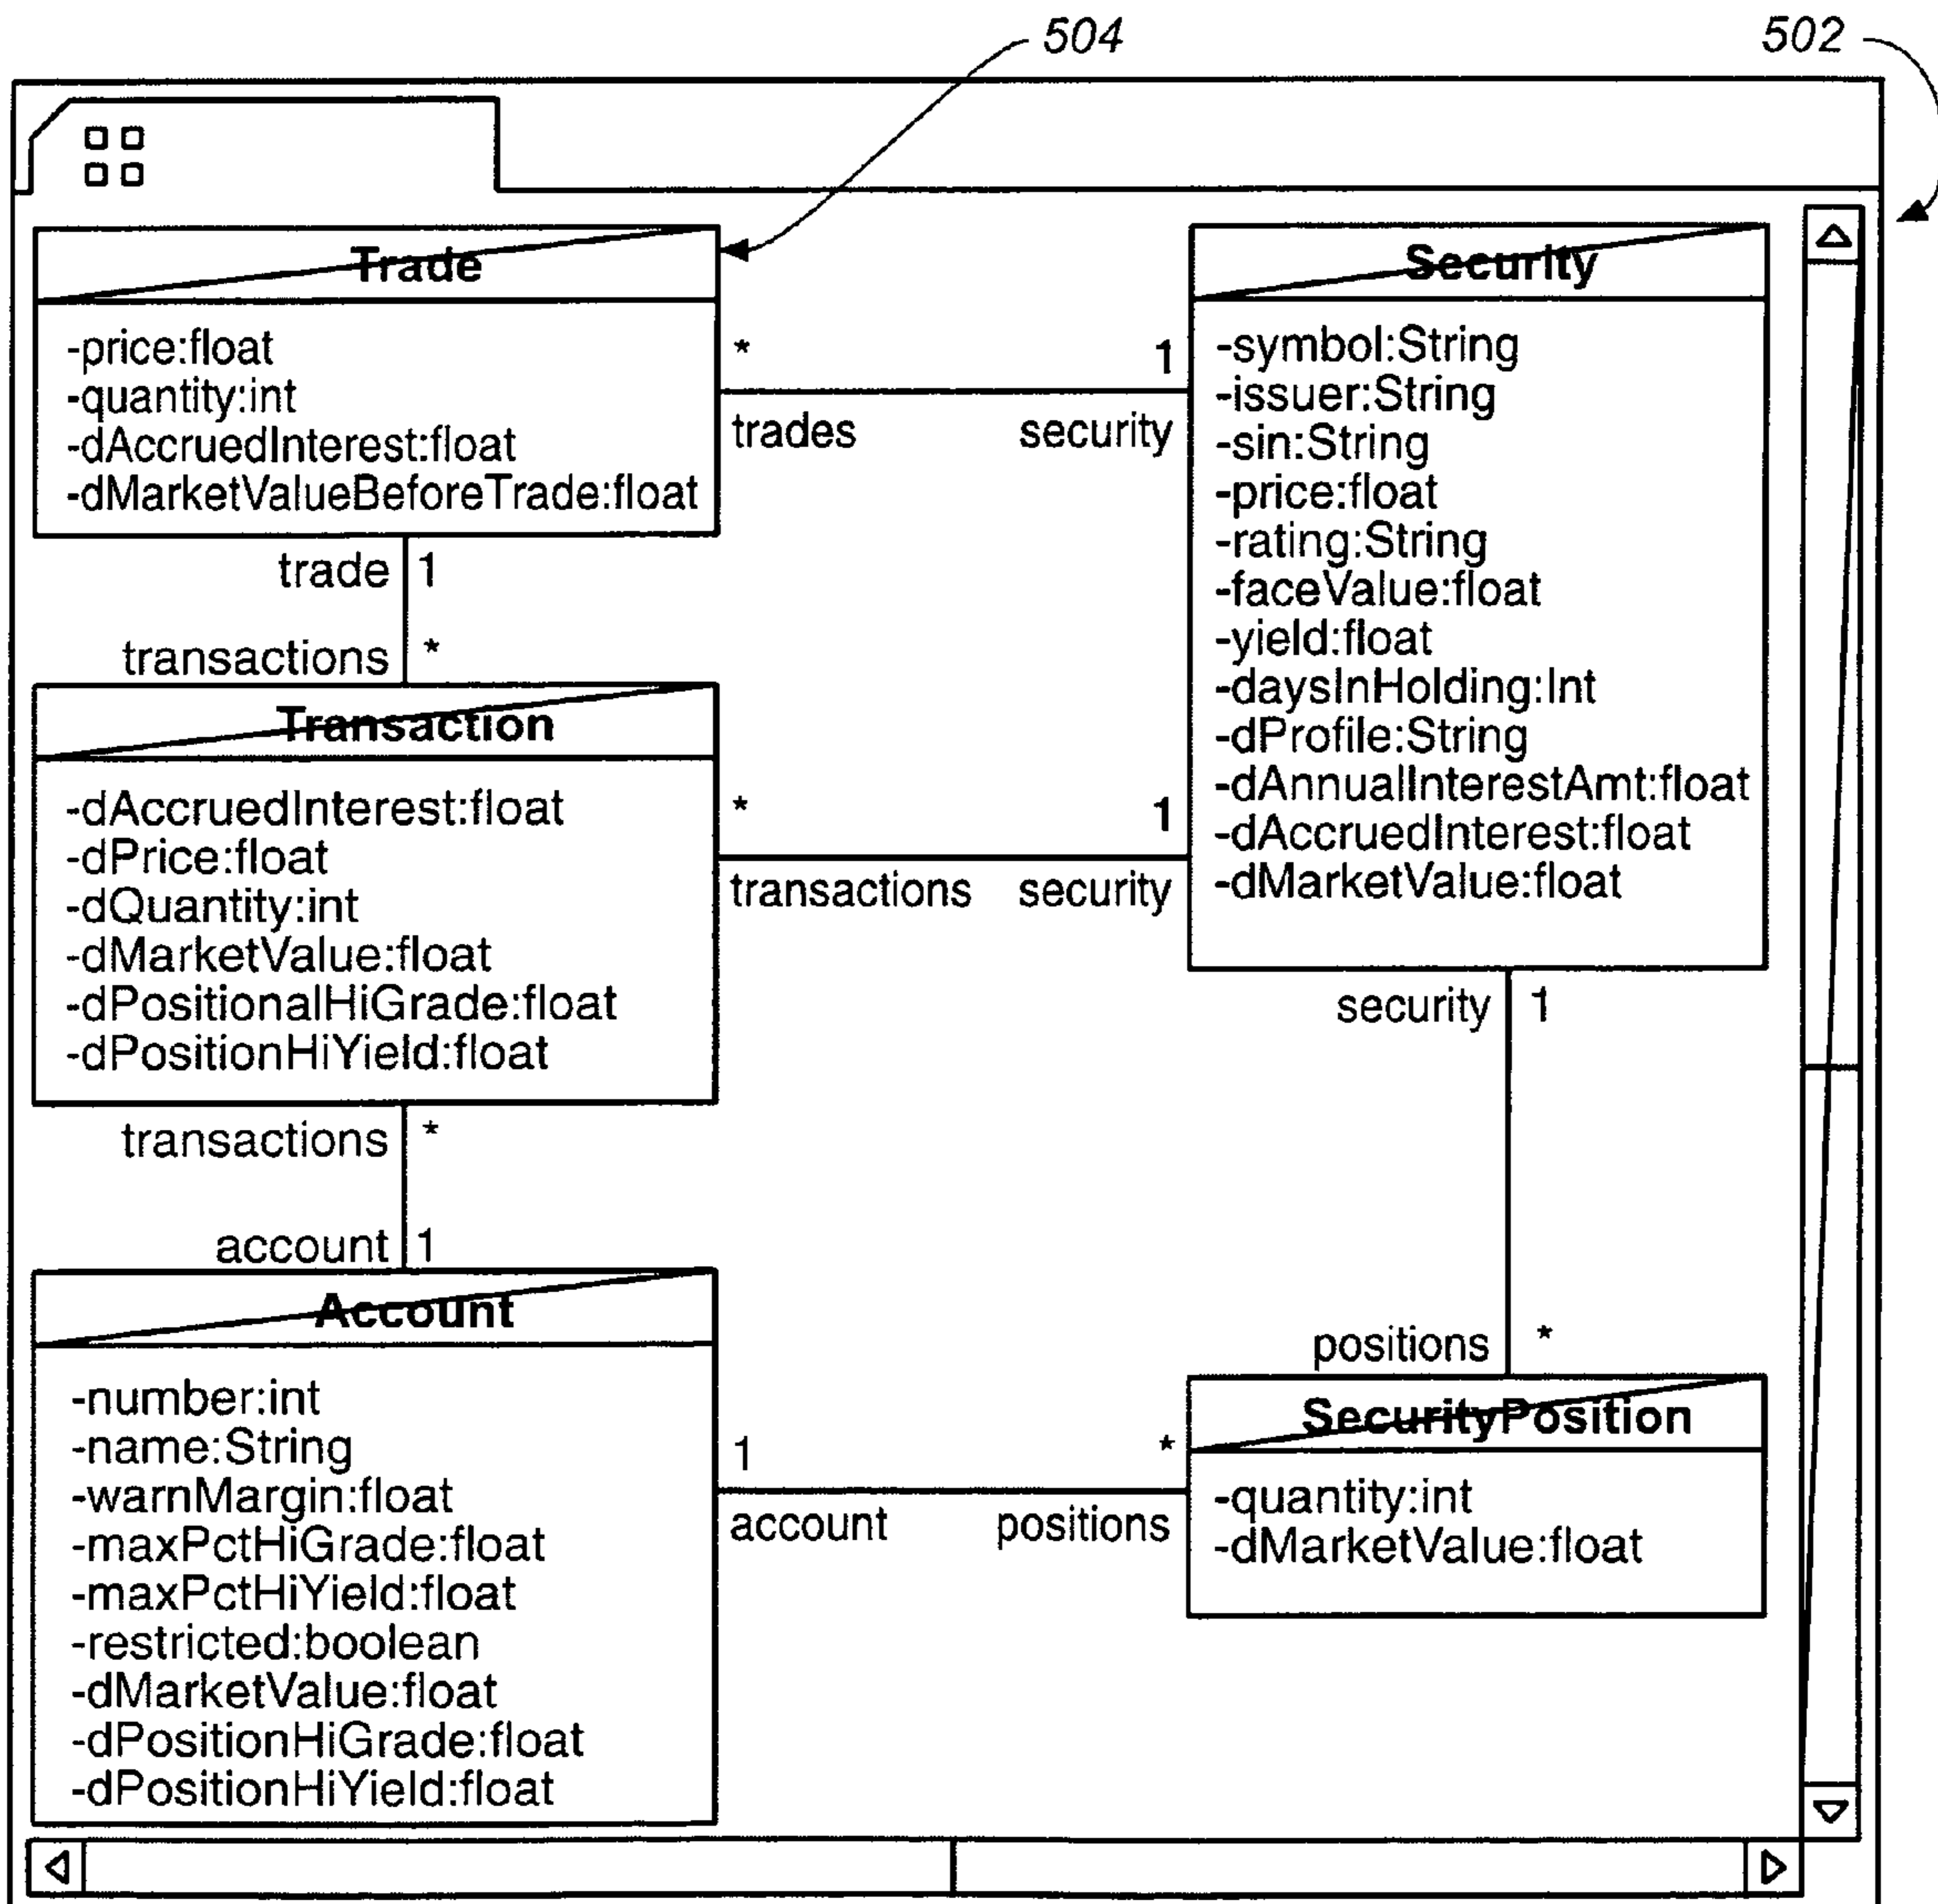 504
502
Trade
-price:float
-quantity:int
-dAccruedInterest:float
-dMarketValueBeforeTrade:float
* 1
trades security
Security
-symbol:String
-issuer:String
-sin:String
-price:float
-rating:String
-faceValue:float
-yield:float
-daysInHolding:Int
-dProfile:String
-dAnnualInterestAmt:float
-dAccruedInterest:float
-dMarketValue:float
trade 1
transactions *
Transaction
-dAccruedInterest:float
-dPrice:float
-dQuantity:int
-dMarketValue:float
-dPositionalHiGrade:float
-dPositionHiYield:float
* 1
transactions security
security 1
transactions *
account 1
positions *
Account
-number:int
-name:String
-warnMargin:float
-maxPctHiGrade:float
-maxPctHiYield:float
-restricted:boolean
-dMarketValue:float
-dPositionHiGrade:float
-dPositionHiYield:float
1 *
account positions
SecurityPosition
-quantity:int
-dMarketValue:float